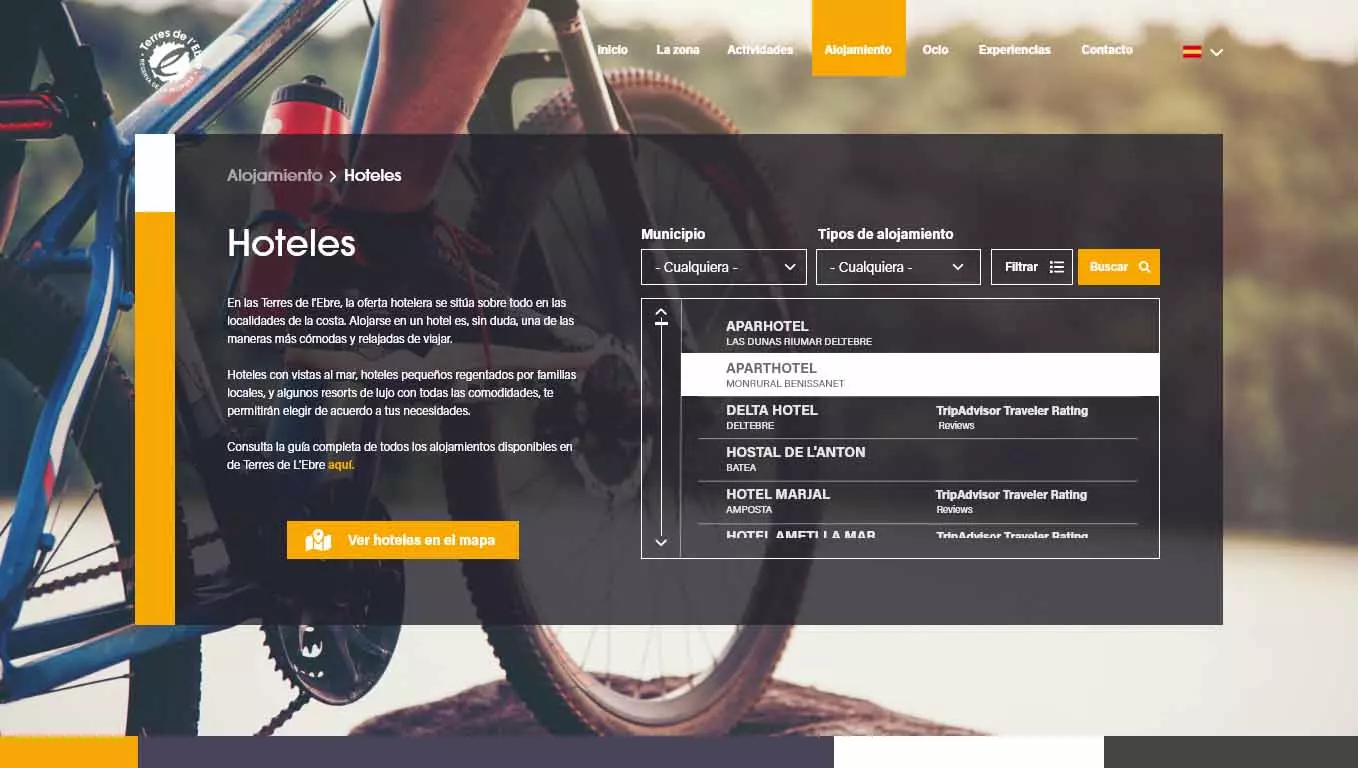 Terres de l'Ebre
Inicio
La zona
Actividades
Alojamiento
Ocio
Experiencias
Contacto
Alojamiento > Hoteles
Hoteles
En las Terres de l'Ebre, la oferta hotelera se sitúa sobre todo en las
localidades de la costa. Alojarse en un hotel es, sin duda, una de las
maneras más cómodas y relajadas de viajar.
Hoteles con vistas al mar, hoteles pequeños regentados por familias
locales, y algunos resorts de lujo con todas las comodidades, te
permitirán elegir de acuerdo a tus necesidades.
Consulta la guía completa de todos los alojamientos disponibles en
de Terres de L'Ebre aquí.
Ver hoteles en el mapa
Municipio
Tipos de alojamiento
- Cualquiera -
- Cualquiera -
Filtrar
Buscar
APARHOTEL
LAS DUNAS RIUMAR DELTEBRE
APARTHOTEL
MONRURAL BENISSANET
DELTA HOTEL
TripAdvisor Traveler Rating
DELTEBRE
Reviews
HOSTAL DE L'ANTON
BATEA
HOTEL MARJAL
TripAdvisor Traveler Rating
AMPOSTA
Reviews
HOTEL AMETLLA MAR
TripAdvisor Traveler Rating